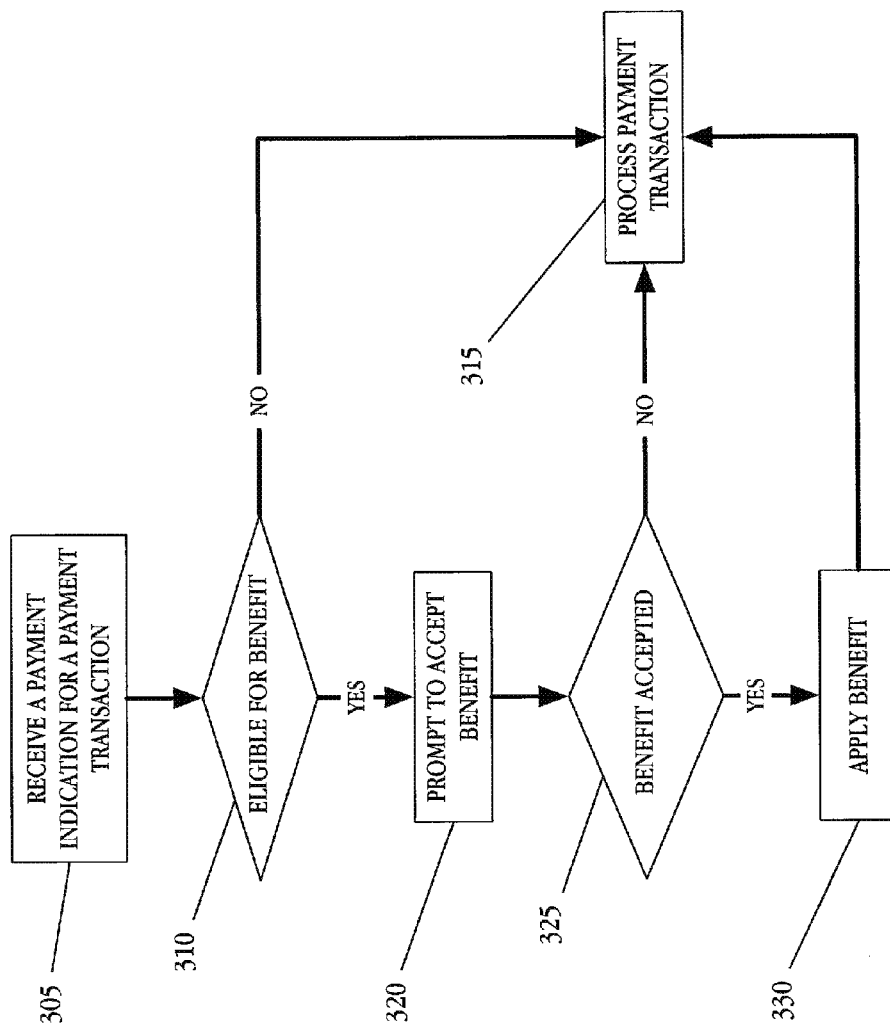 RECEIVE A PAYMENT
INDICATION FOR A PAYMENT
TRANSACTION
305
ELIGIBLE FOR BENEFIT
310
NO
YES
PROMPT TO ACCEPT
BENEFIT
320
BENEFIT ACCEPTED
325
NO
YES
PROCESS PAYMENT
TRANSACTION
315
APPLY BENEFIT
330